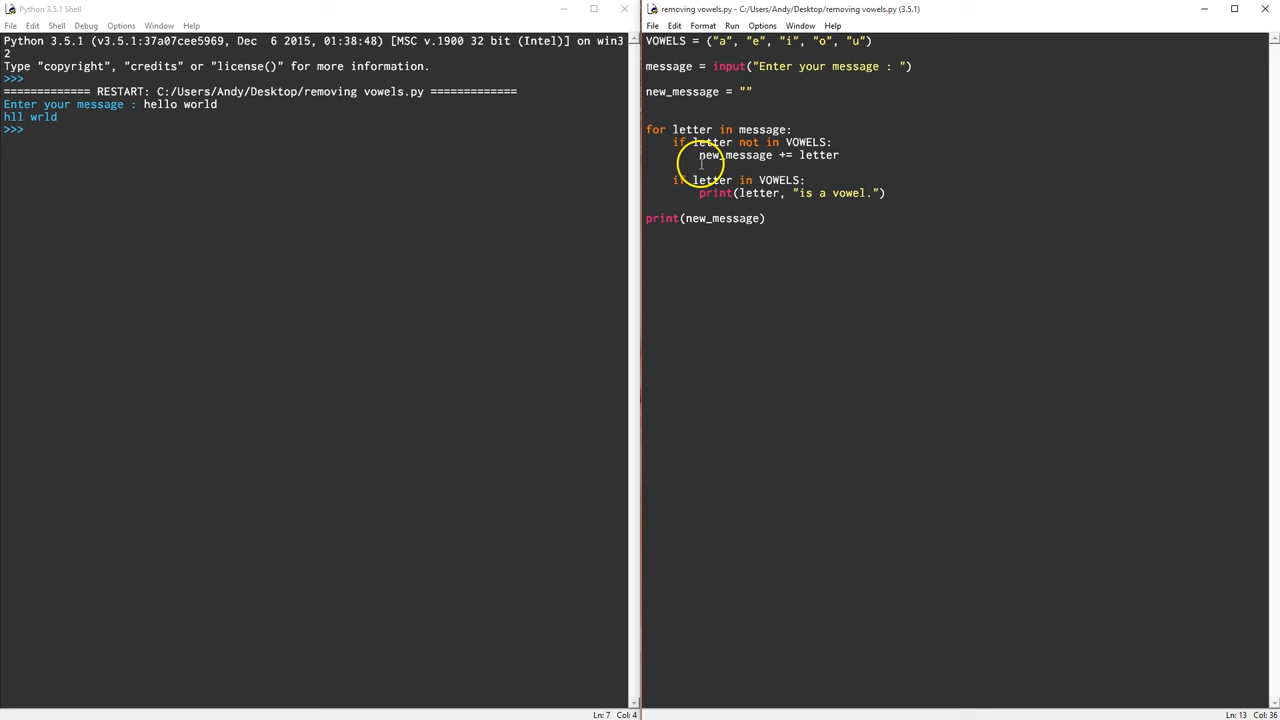 Python 3.5.1 Shell
File Edit Shell Debug Options Window Help
Python 3.5.1 (v3.5.1:37a07cee5969, Dec  6 2015, 01:38:48) [MSC v.1900 32 bit (Intel)] on win3
2
Type "copyright", "credits" or "license()" for more information.
>>>
============= RESTART: C:/Users/Andy/Desktop/removing vowels.py =============
Enter your message : hello world
hll wrld
>>>
Ln: 7 Col: 4
removing vowels.py - C:/Users/Andy/Desktop/removing vowels.py (3.5.1)
File Edit Format Run Options Window Help
VOWELS = ("a", "e", "i", "o", "u")
message = input("Enter your message : ")
new_message = ""
for letter in message:
    if letter not in VOWELS:
        new_message += letter
    if letter in VOWELS:
        print(letter, "is a vowel.")
print(new_message)
Ln: 13 Col: 36